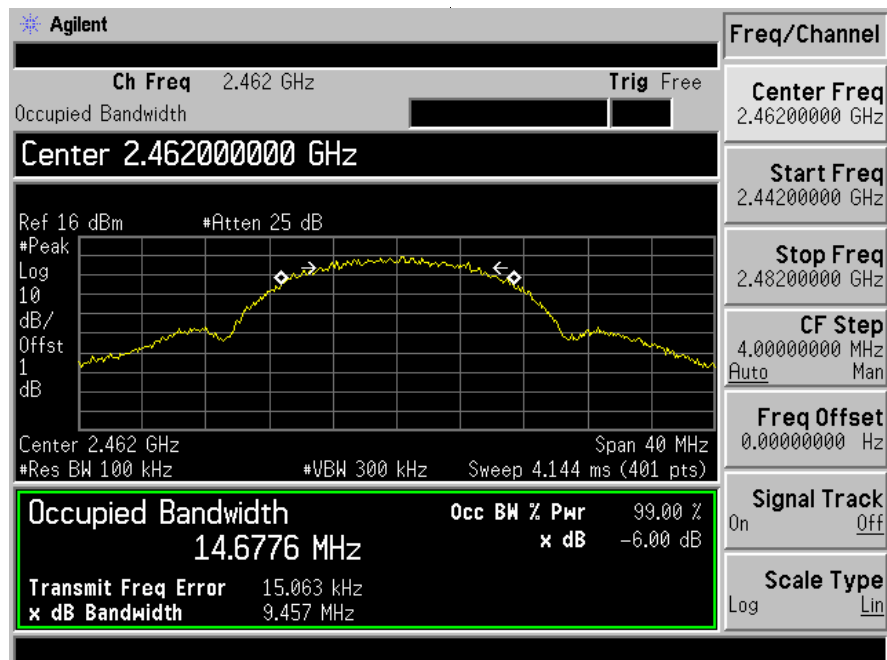 Agilent
Freq/Channel
Ch Freq 2.462 GHz Trig Free
Occupied Bandwidth
Center 2.462000000 GHz
Ref 16 dBm #Atten 25 dB
#Peak
Log
10
dB/
Offst
1
dB
Center 2.462 GHz Span 40 MHz
#Res BW 100 kHz #VBW 300 kHz Sweep 4.144 ms (401 pts)
Occupied Bandwidth
14.6776 MHz
Occ BW % Pwr 99.00 %
x dB -6.00 dB
Transmit Freq Error 15.063 kHz
x dB Bandwidth 9.457 MHz
Center Freq
2.46200000 GHz
Start Freq
2.44200000 GHz
Stop Freq
2.48200000 GHz
CF Step
4.00000000 MHz
Auto Man
Freq Offset
0.00000000 Hz
Signal Track
On Off
Scale Type
Log Lin